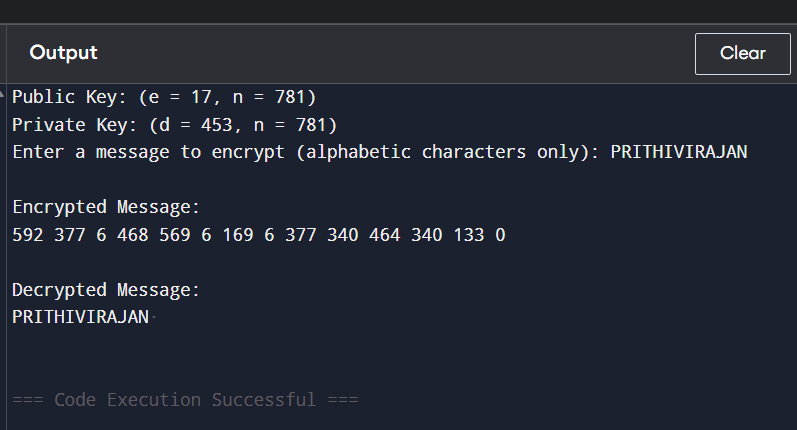 Output
Clear
Public Key: (e = 17, n = 781)
Private Key: (d = 453, n = 781)
Enter a message to encrypt (alphabetic characters only): PRITHIVIRAJAN
Encrypted Message:
592 377 6 468 569 6 169 6 377 340 464 340 133 0
Decrypted Message:
PRITHIVIRAJAN
=== Code Execution Successful ===